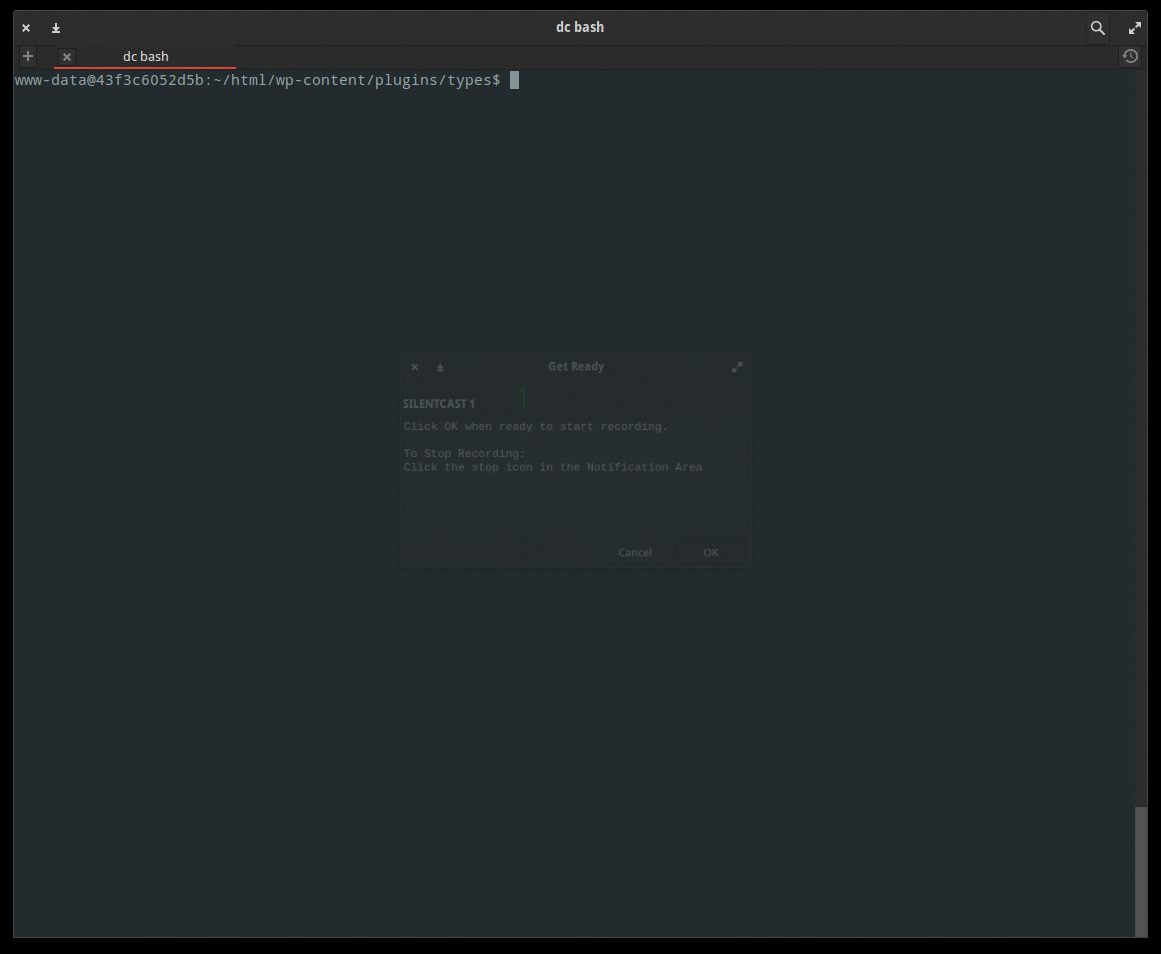 dc bash
dc bash
www-data@43f3c6052d5b:~/html/wp-content/plugins/types$
Get Ready
SILENTCAST 1
1
Click OK when ready to start recording.
To Stop Recording:
Click the stop icon in the Notification Area
Cancel OK